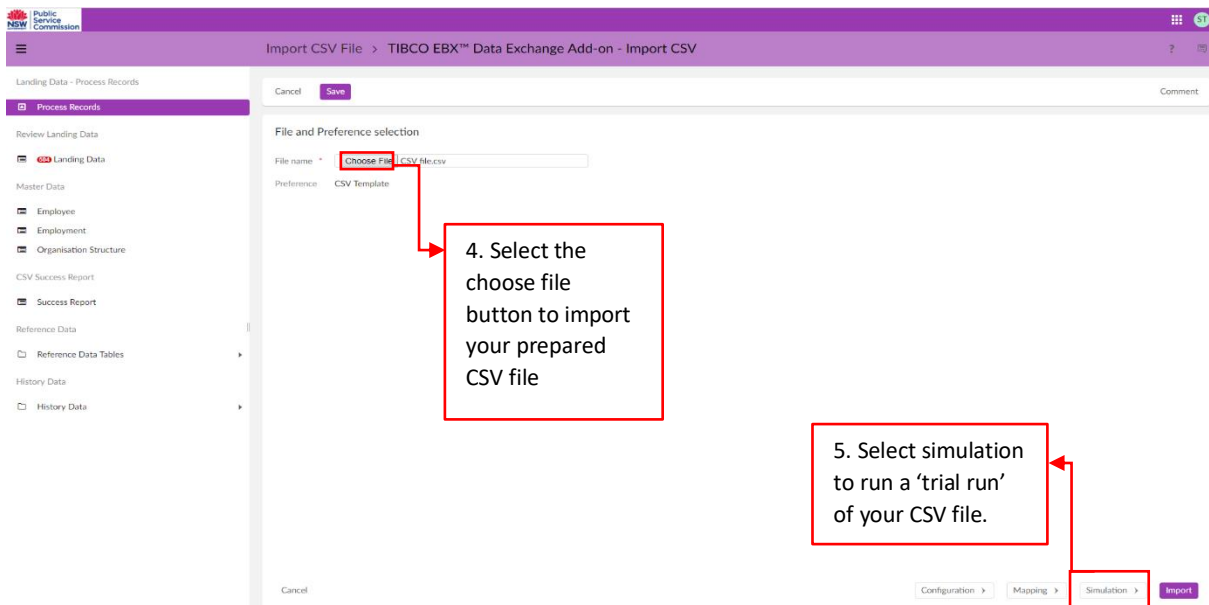 NSW
Public
Service
Commission
ST
Import CSV File > TIBCO EBX™ Data Exchange Add-on - Import CSV
?
Landing Data - Process Records
Process Records
Review Landing Data
Landing Data
Master Data
Employee
Employment
Organisation Structure
CSV Success Report
Success Report
Reference Data
Reference Data Tables
History Data
History Data
Cancel
Save
Comment
File and Preference selection
File name *
Choose File
CSV file.csv
Preference
CSV Template
4. Select the
choose file
button to import
your prepared
CSV file
5. Select simulation
to run a ‘trial run’
of your CSV file.
Cancel
Configuration >
Mapping >
Simulation >
Import